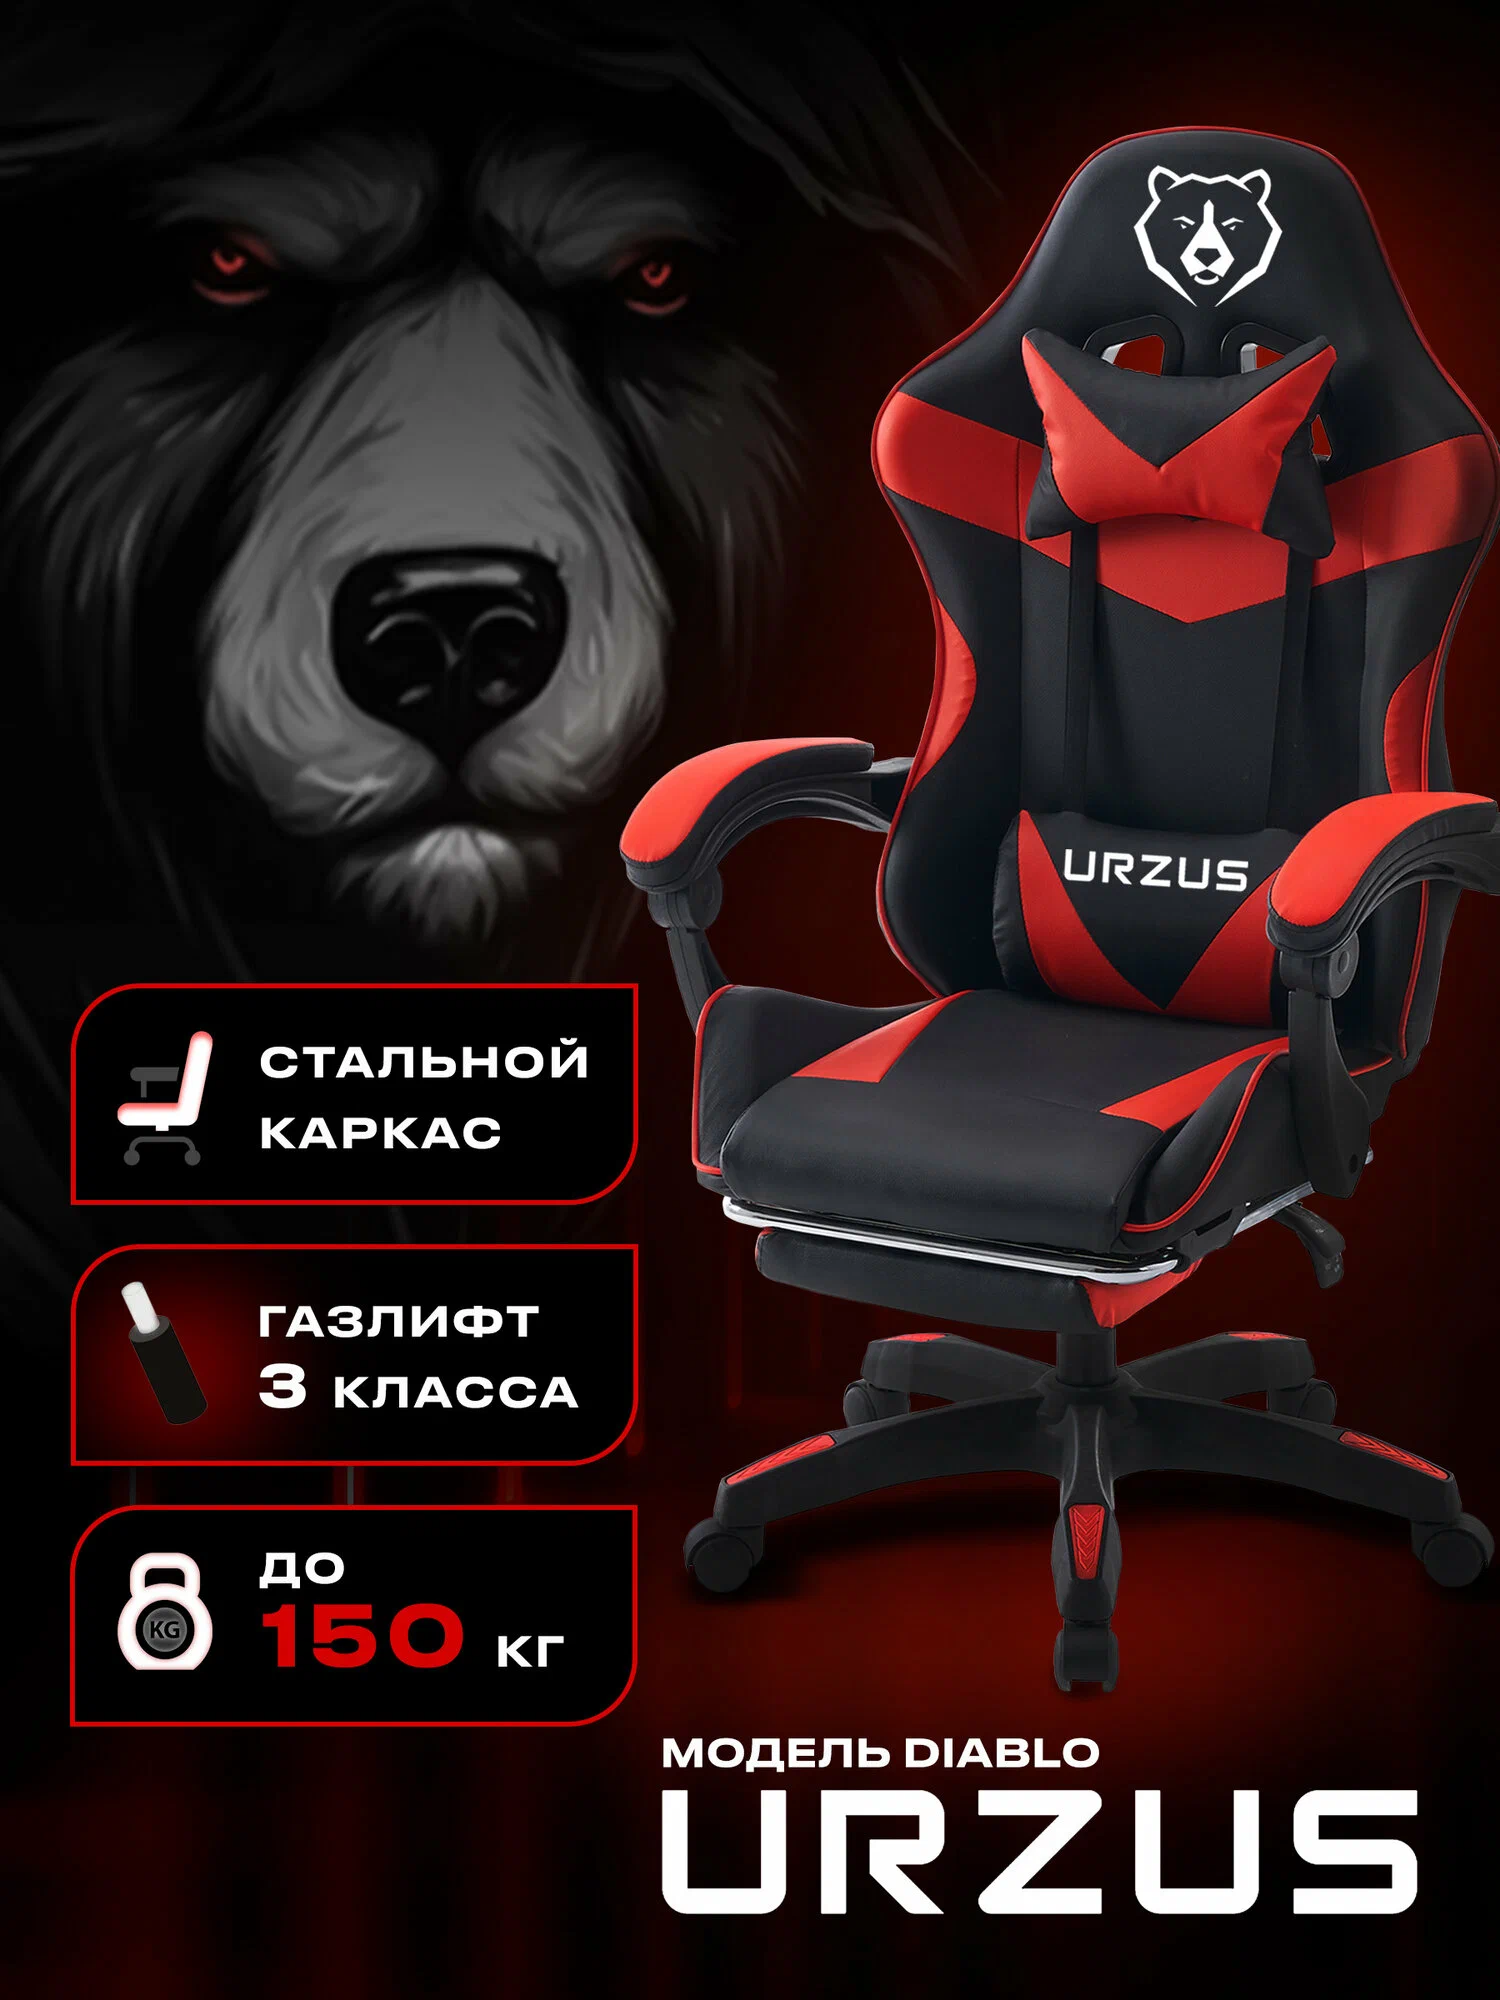 URZUS
СТАЛЬНОЙ
КАРКАС
ГАЗЛИФТ
3 КЛАССА
KG
ДО
150 КГ
МОДЕЛЬ DIABLO
URZUS